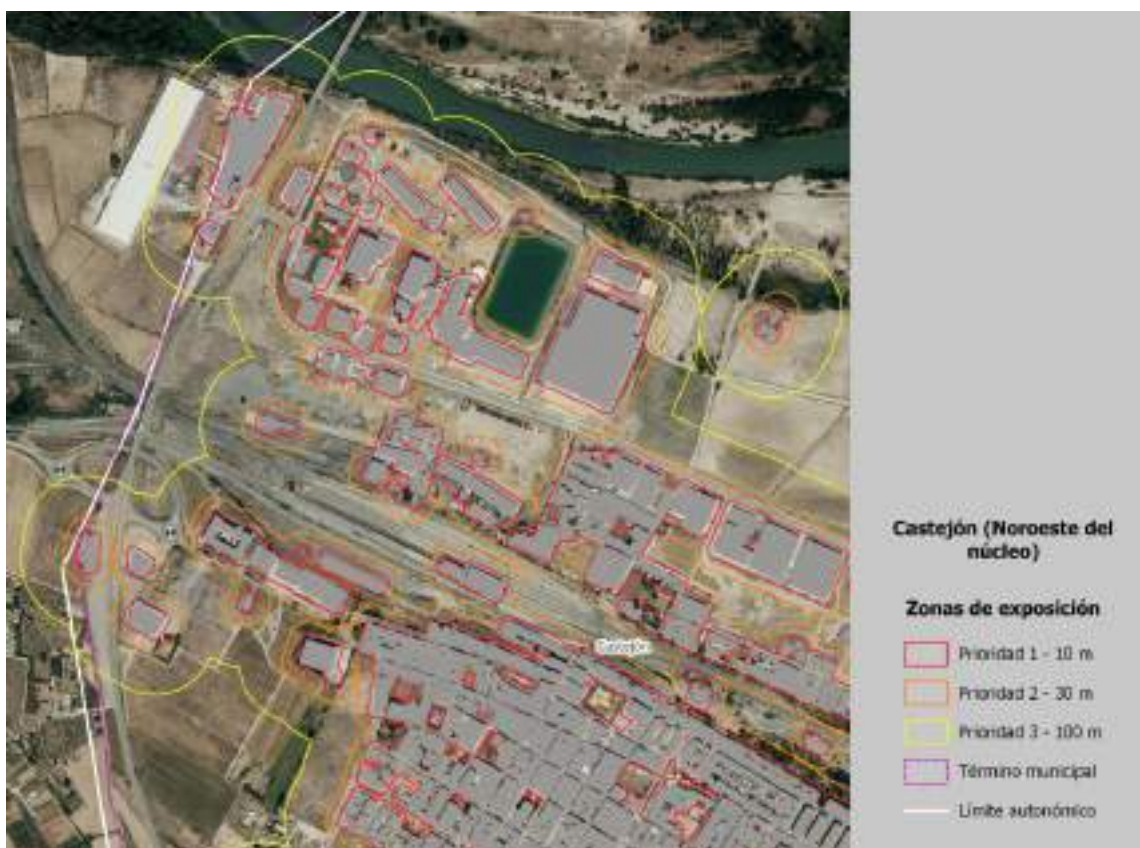 Castejón
Castejón (Noroeste del
núcleo)
Zonas de exposición
Prioridad 1 - 10 m
Prioridad 2 - 30 m
Prioridad 3 - 100 m
Término municipal
Límite autonómico